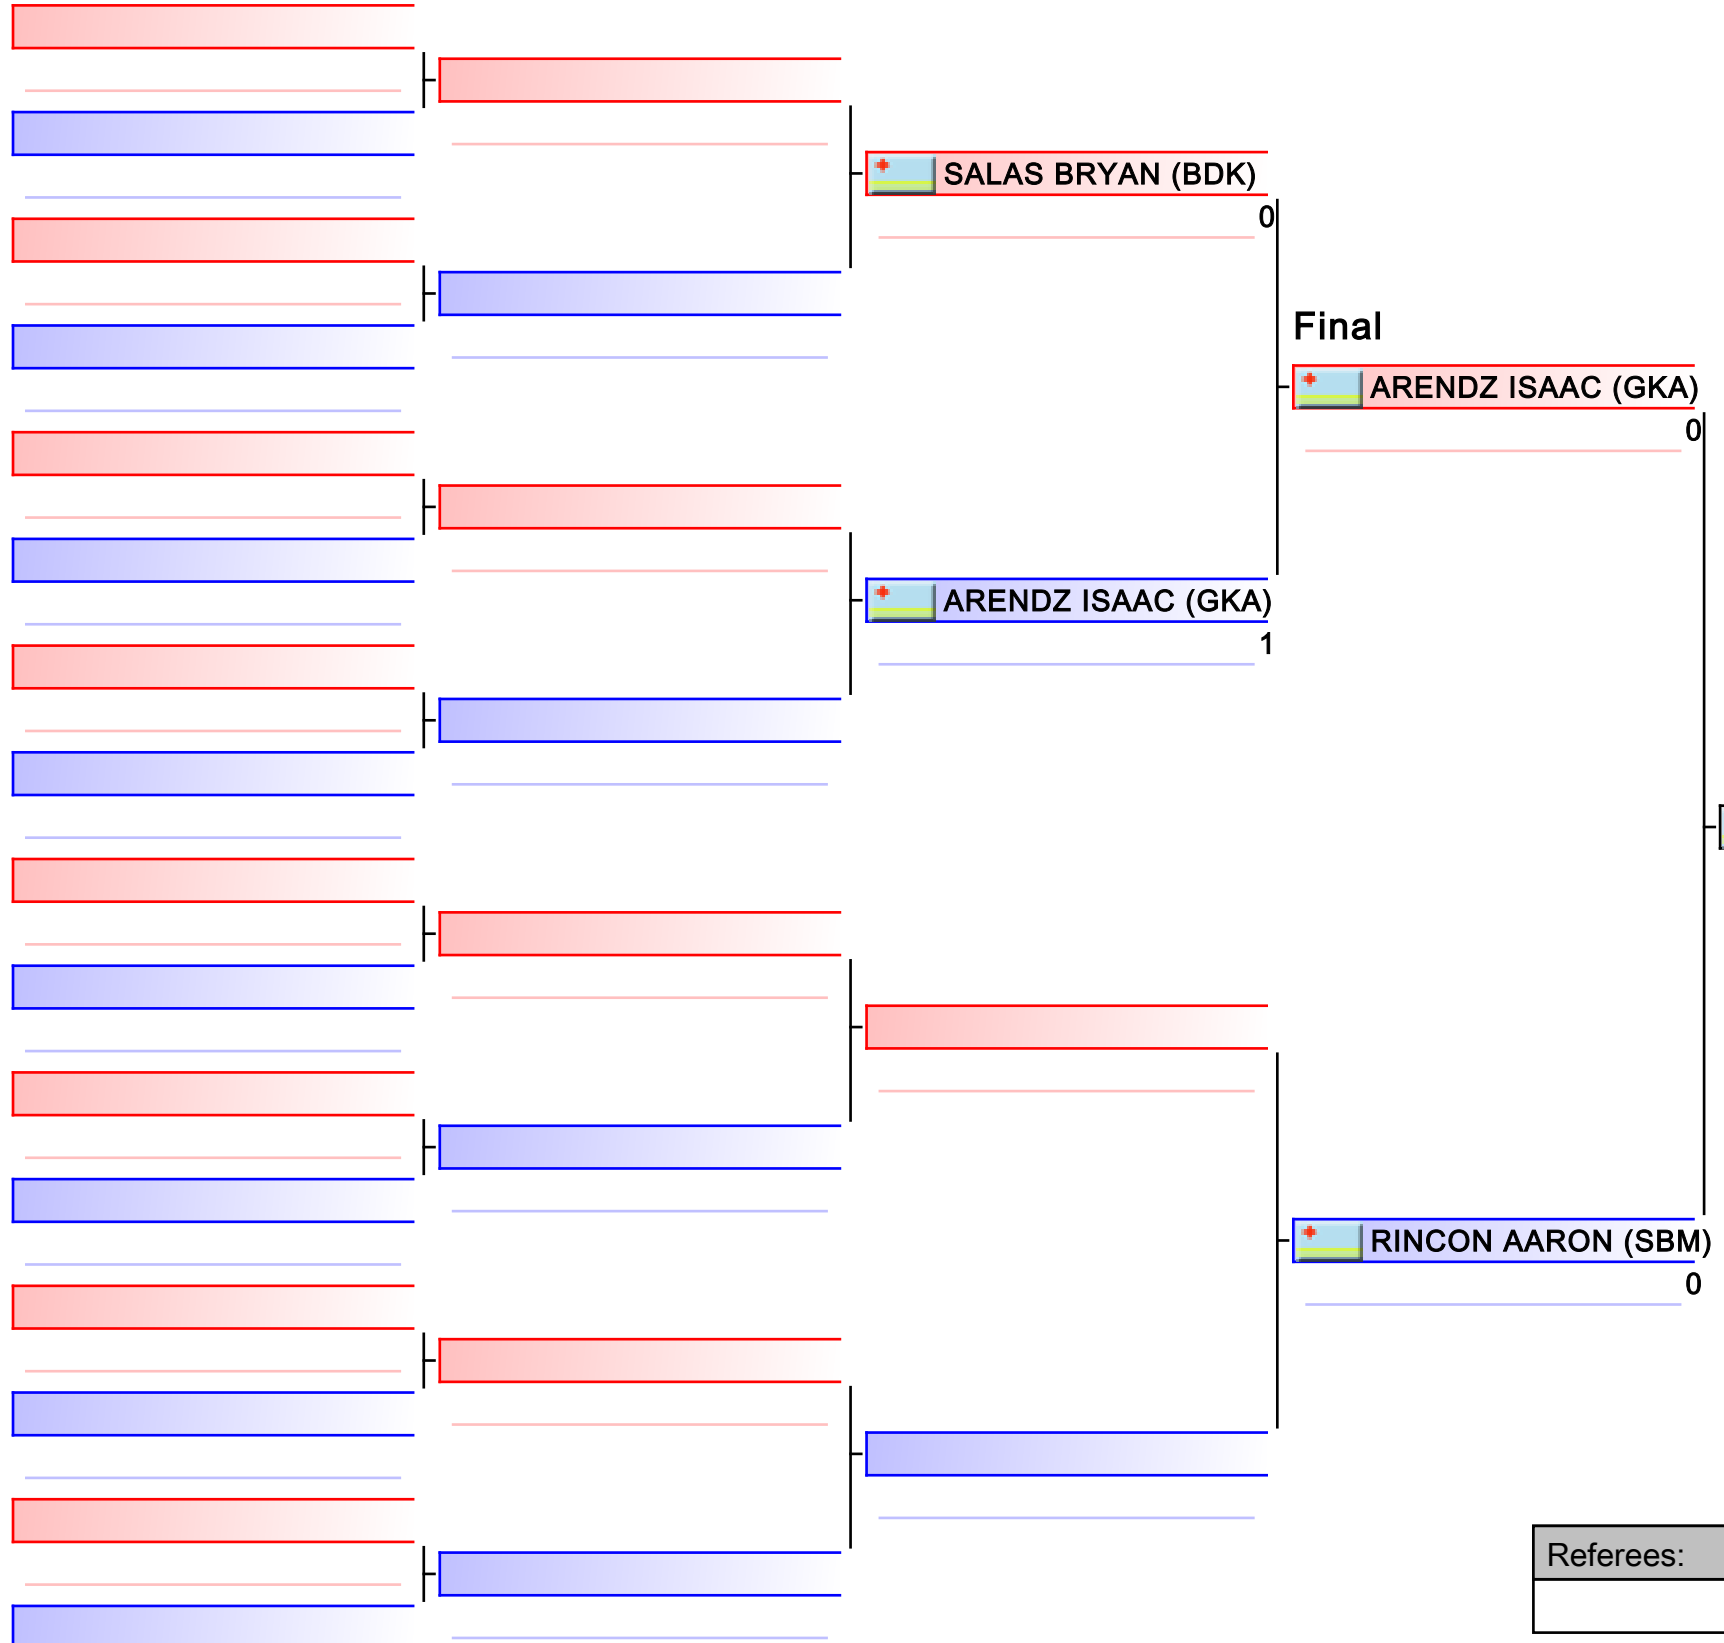 SALAS BRYAN (BDK)
0
Final
ARENDZ ISAAC (GKA)
0
ARENDZ ISAAC (GKA)
1
RINCON AARON (SBM)
0
Referees: